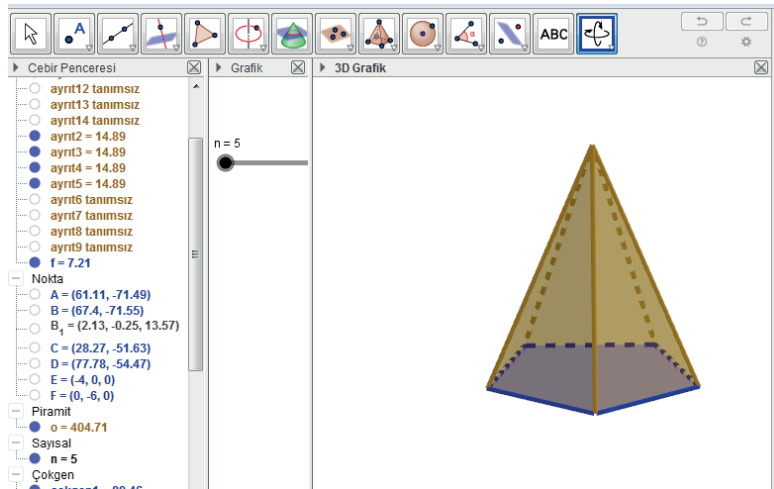 ABC
Cebir Penceresi
Grafik
3D Grafik
ayrıt12 tanımsız
ayrıt13 tanımsız
ayrıt14 tanımsız
ayrıt2 = 14.89
ayrıt3 = 14.89
ayrıt4 = 14.89
ayrıt5 = 14.89
ayrıt6 tanımsız
ayrıt7 tanımsız
ayrıt8 tanımsız
ayrıt9 tanımsız
f = 7.21
Nokta
A = (61.11, -71.49)
B = (67.4, -71.55)
B₁ = (2.13, -0.25, 13.57)
C = (28.27, -51.63)
D = (77.78, -54.47)
E = (-4, 0, 0)
F = (0, -6, 0)
Piramit
o = 404.71
Sayısal
n = 5
Çokgen
n = 5